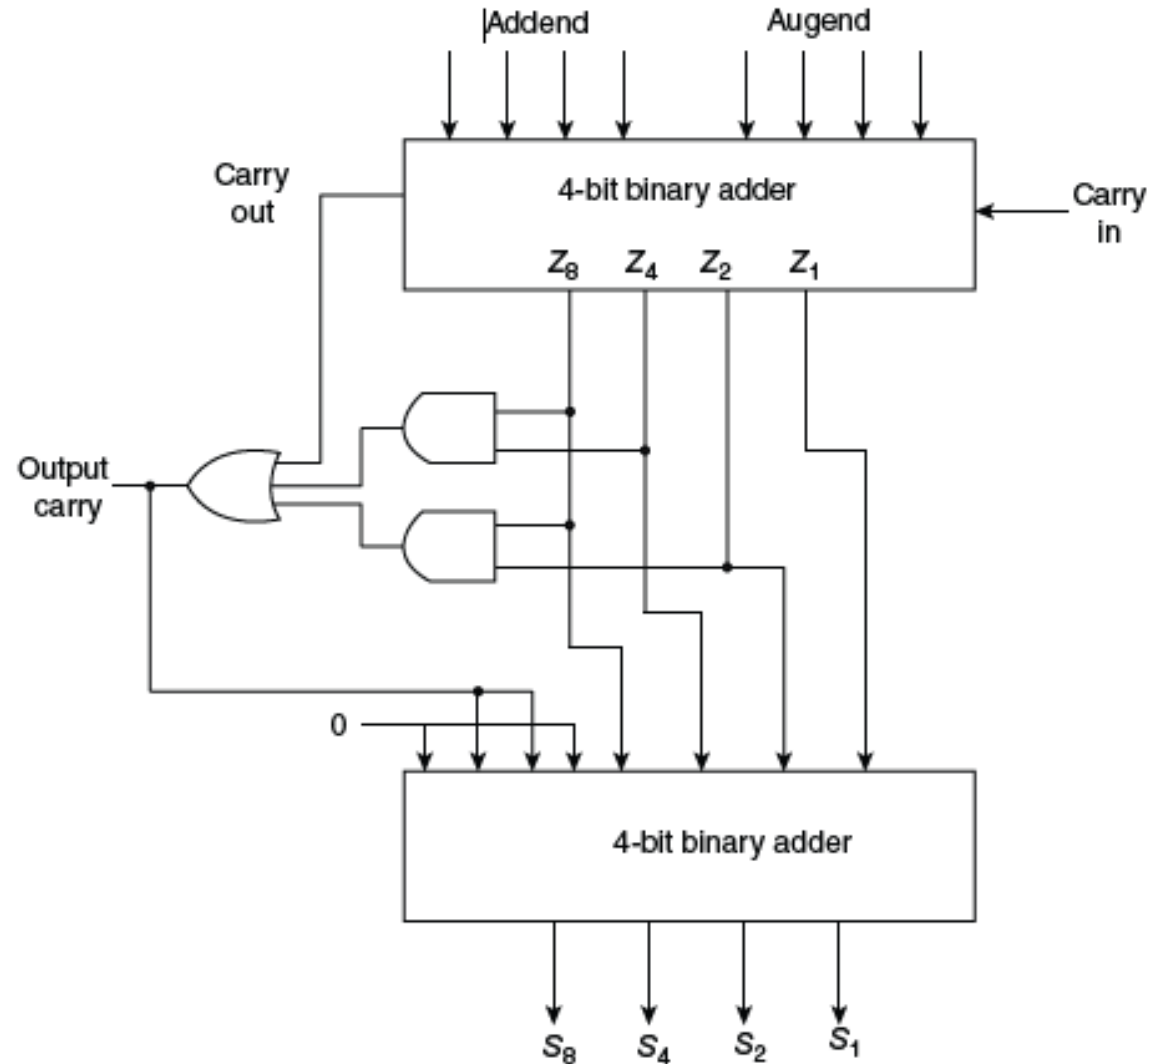 Addend
Augend
Carry
out
4-bit binary adder
Carry
in
Z₈ Z₄ Z₂ Z₁
Output
carry
0
4-bit binary adder
S₈ S₄ S₂ S₁